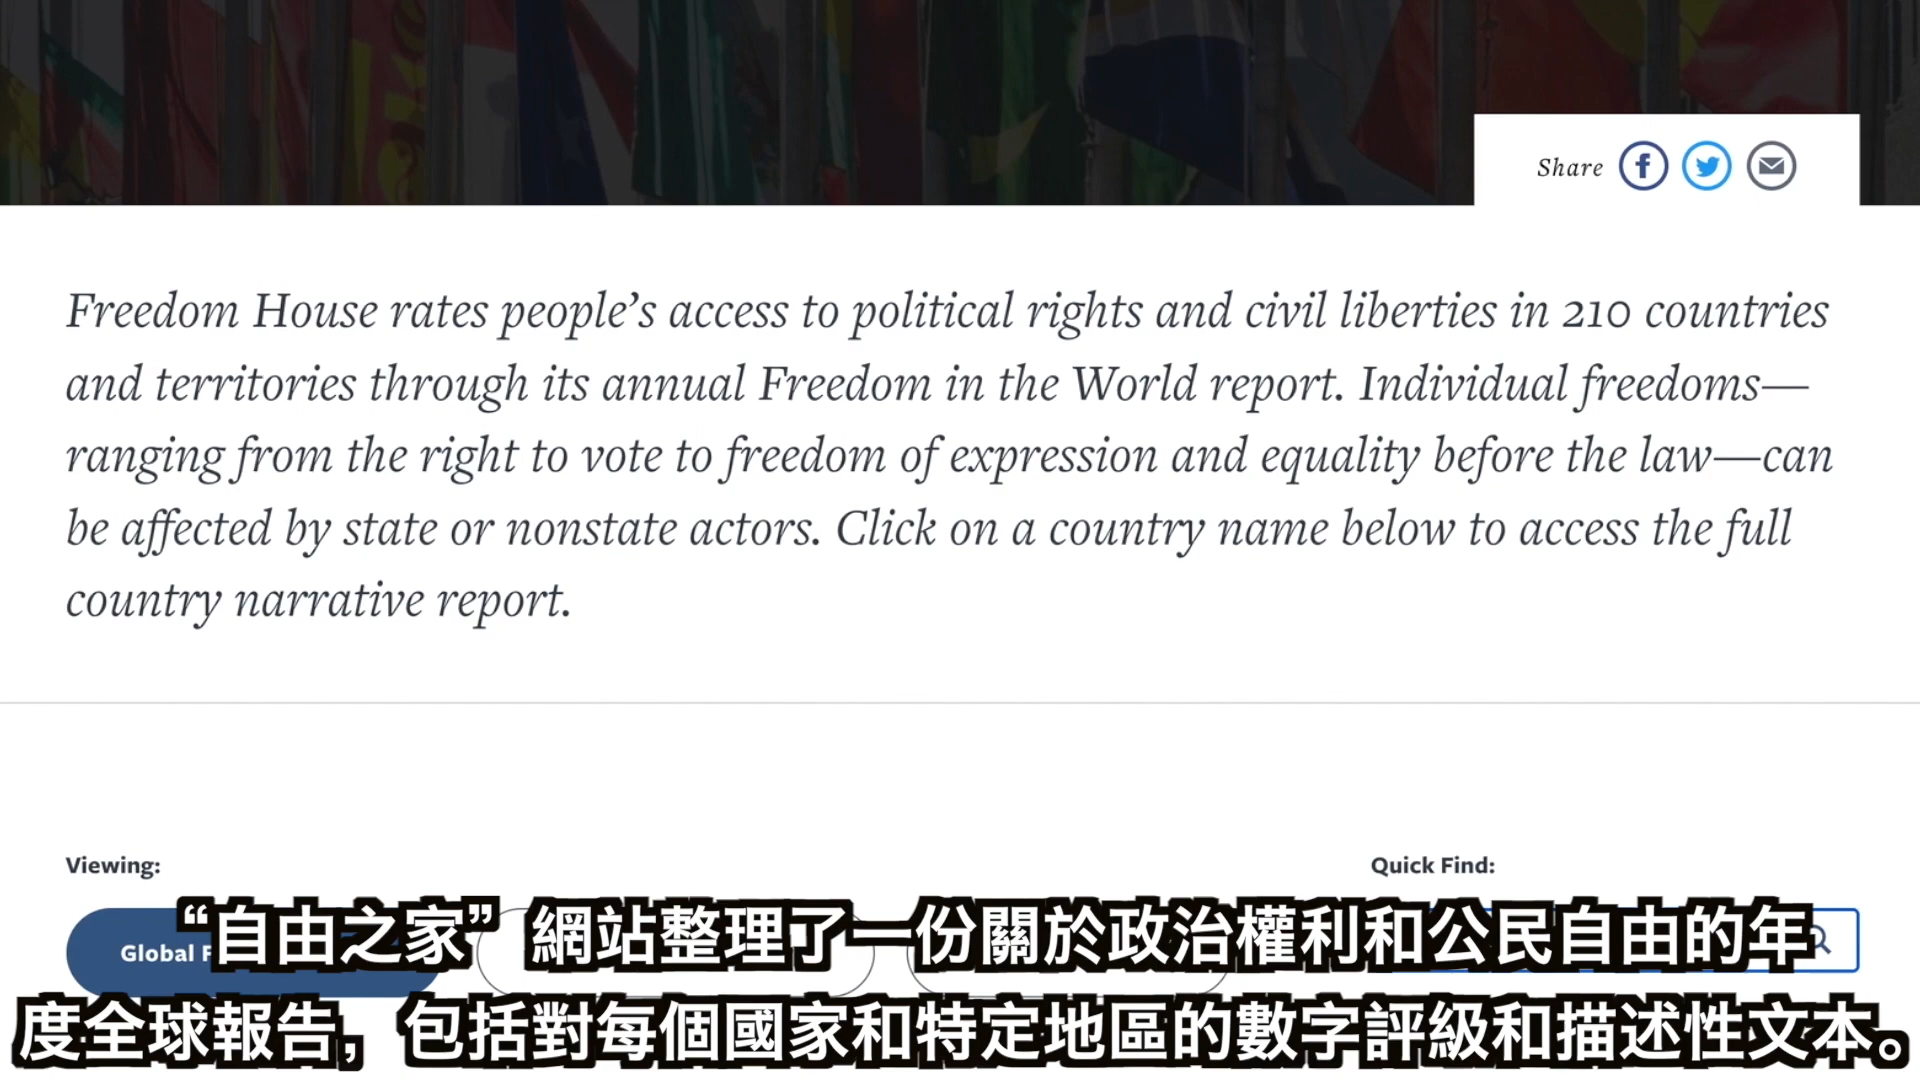 Share
Freedom House rates people’s access to political rights and civil liberties in 210 countries
and territories through its annual Freedom in the World report. Individual freedoms—
ranging from the right to vote to freedom of expression and equality before the law—can
be affected by state or nonstate actors. Click on a country name below to access the full
country narrative report.
Viewing:
Quick Find:
Global
“自由之家”網站整理了一份關於政治權利和公民自由的年
度全球報告，包括對每個國家和特定地區的數字評級和描述性文本。